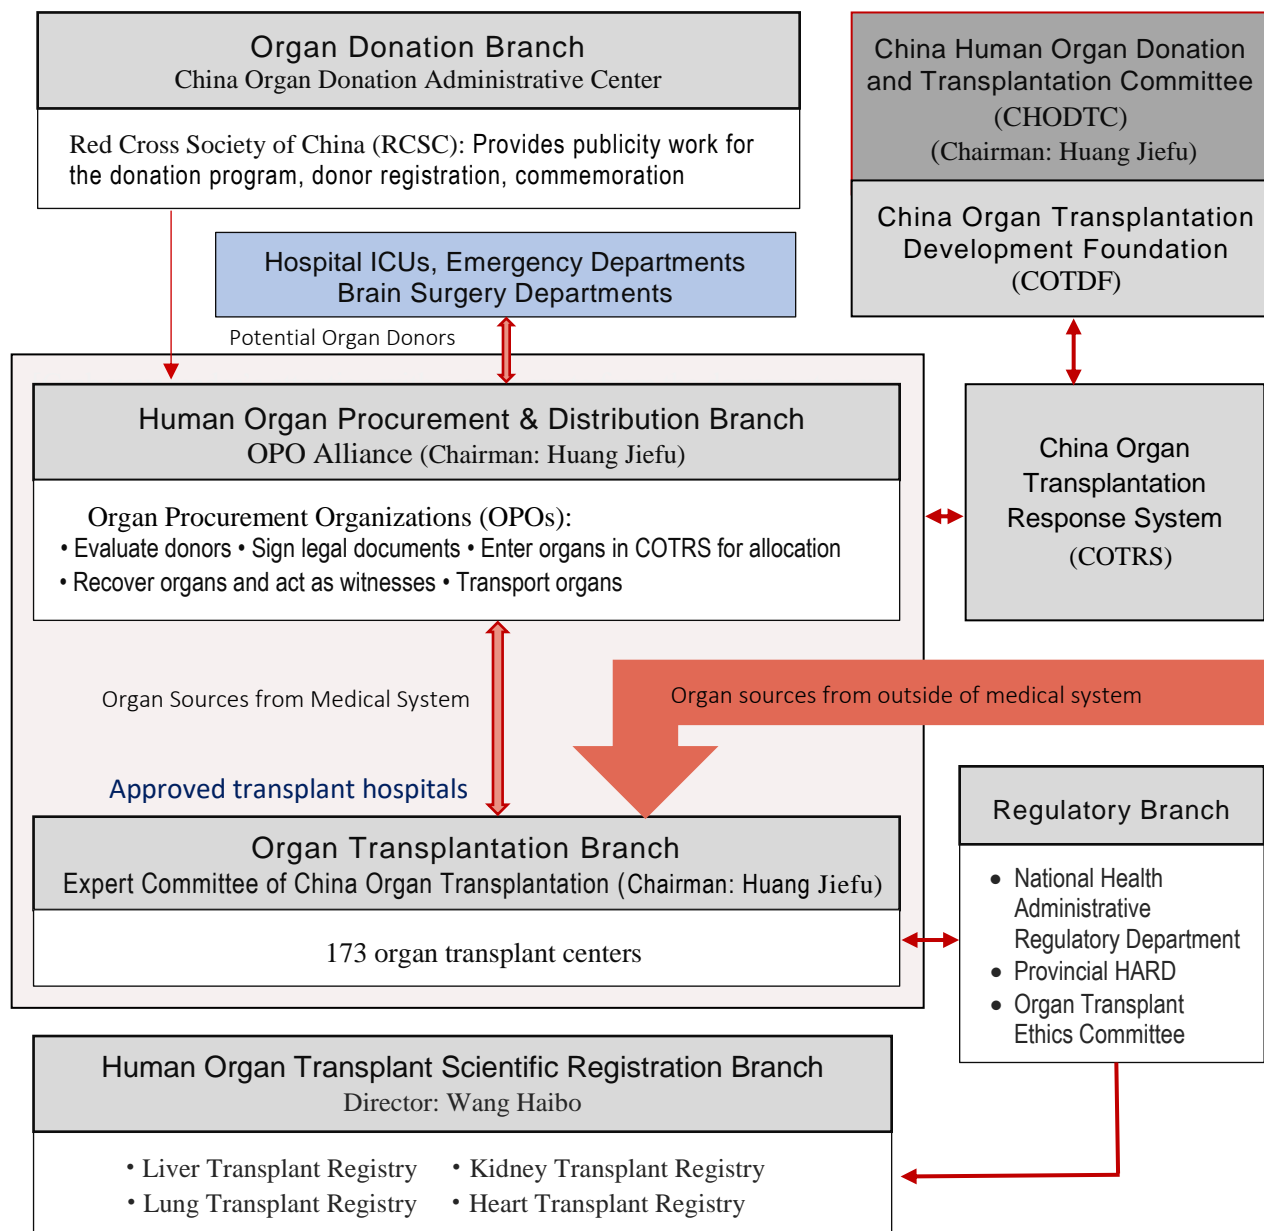 Organ Donation Branch
China Organ Donation Administrative Center
Red Cross Society of China (RCSC): Provides publicity work for
the donation program, donor registration, commemoration
China Human Organ Donation
and Transplantation Committee
(CHODTC)
(Chairman: Huang Jiefu)
China Organ Transplantation
Development Foundation
(COTDF)
Hospital ICUs, Emergency Departments
Brain Surgery Departments
Potential Organ Donors
Human Organ Procurement & Distribution Branch
OPO Alliance (Chairman: Huang Jiefu)
Organ Procurement Organizations (OPOs):
• Evaluate donors • Sign legal documents • Enter organs in COTRS for allocation
• Recover organs and act as witnesses • Transport organs
China Organ
Transplantation
Response System
(COTRS)
Organ Sources from Medical System
Organ sources from outside of medical system
Approved transplant hospitals
Organ Transplantation Branch
Expert Committee of China Organ Transplantation (Chairman: Huang Jiefu)
173 organ transplant centers
Regulatory Branch
• National Health
Administrative
Regulatory Department
• Provincial HARD
• Organ Transplant
Ethics Committee
Human Organ Transplant Scientific Registration Branch
Director: Wang Haibo
• Liver Transplant Registry • Kidney Transplant Registry
• Lung Transplant Registry • Heart Transplant Registry